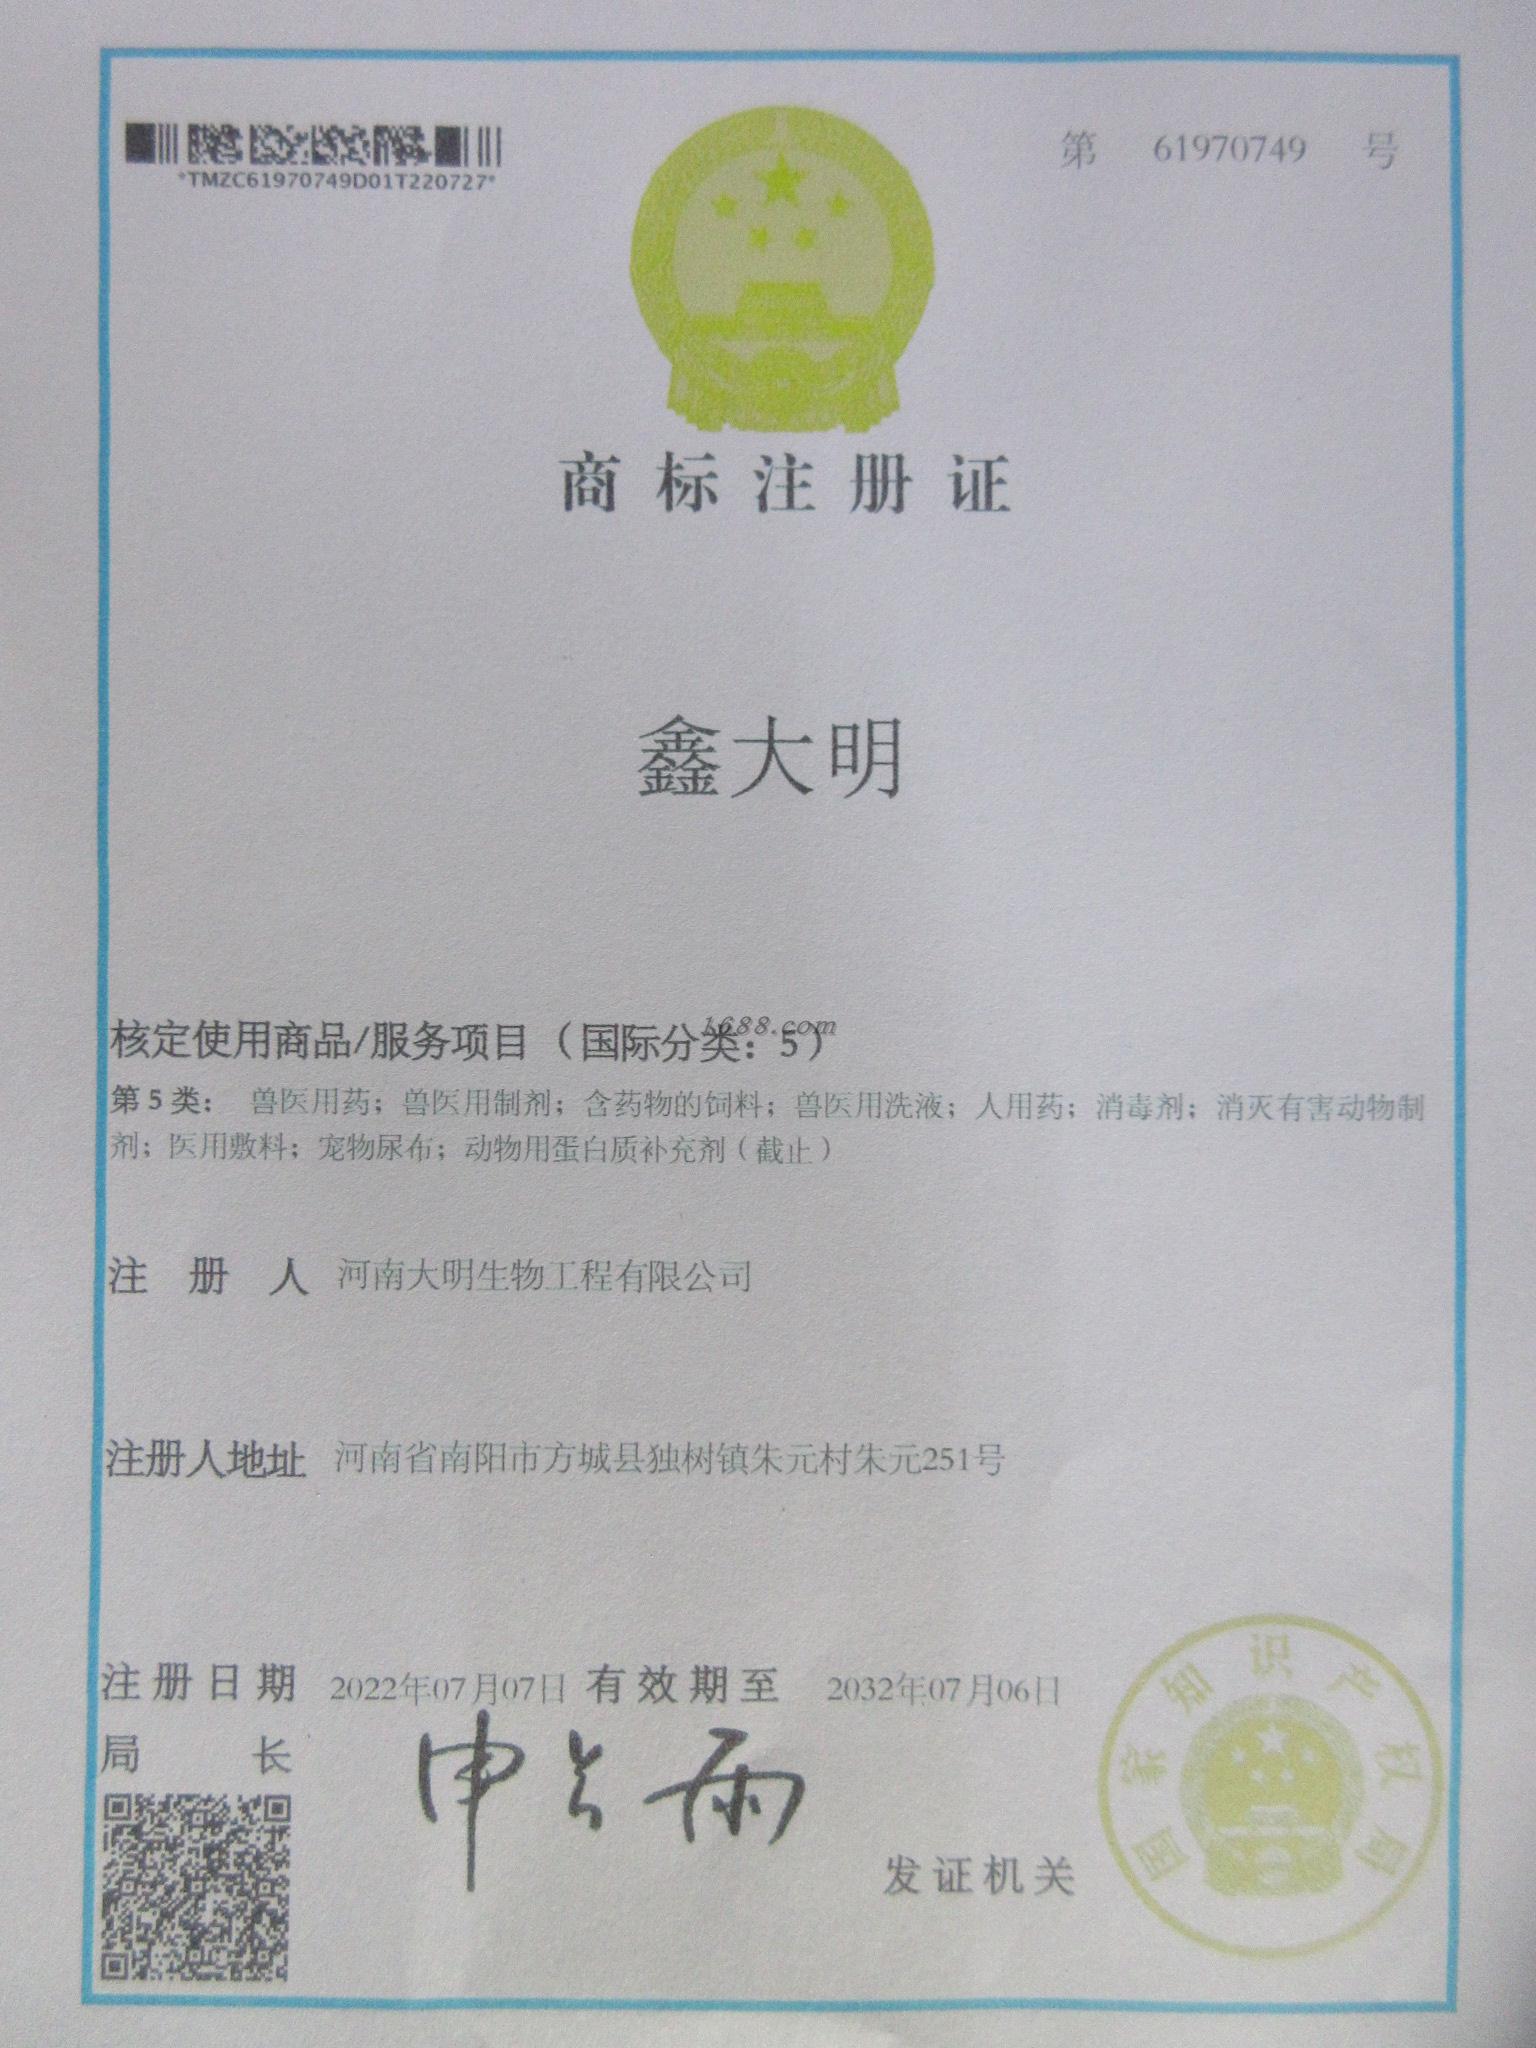 *TMZC61970749D01T220727*
第 61970749 号
商标注册证
鑫大明
1688.com
核定使用商品/服务项目（国际分类：5）
第5类： 兽医用药；兽医用制剂；含药物的饲料；兽医用洗液；人用药；消毒剂；消灭有害动物制
剂；医用敷料；宠物尿布；动物用蛋白质补充剂（截止）
注册人 河南大明生物工程有限公司
注册人地址 河南省南阳市方城县独树镇朱元村朱元251号
注册日期 2022年07月07日 有效期至 2032年07月06日
局长 申长雨
发证机关
国家知识产权局